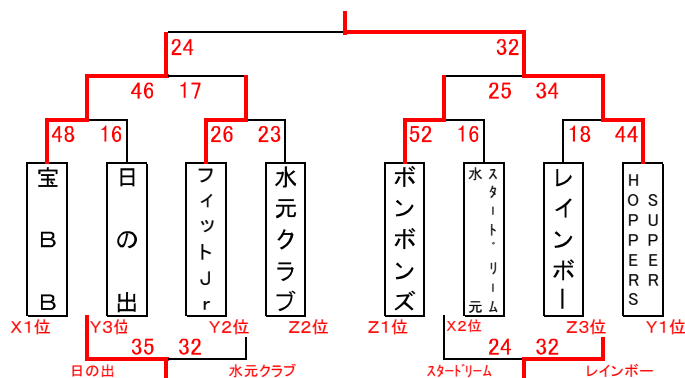 24 32
46 17 25 34
48 16 26 23 52 16 18 44
宝BB
日の出
フィットJr
水元クラブ
ボンボンズ
スタート゛リーム
水元
レインボー
SUPER
HOPPERS
X1位 Y3位 Y2位 Z2位 Z1位 X2位 Z3位 Y1位
35 32 24 32
日の出 水元クラブ スタートリーム レインボー